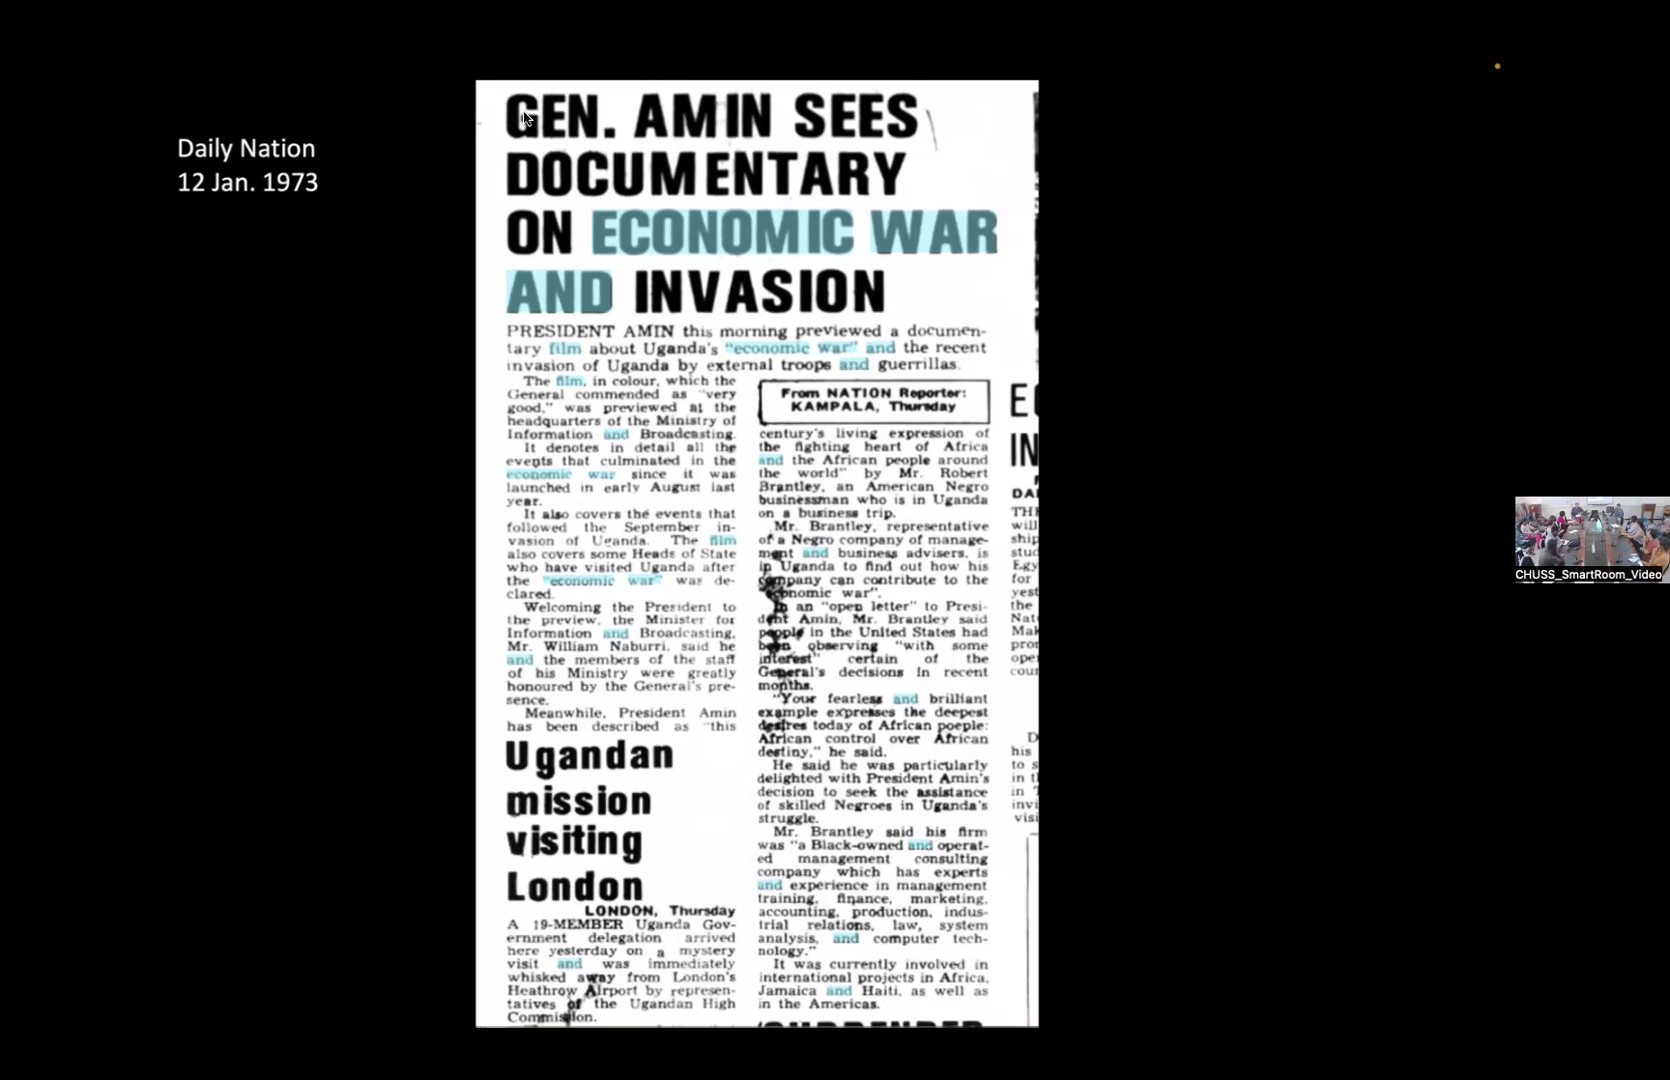 Daily Nation
12 Jan. 1973
GEN. AMIN SEES
DOCUMENTARY
ON ECONOMIC WAR
AND INVASION
PRESIDENT AMIN this morning previewed a documen-
tary film about Uganda's "economic war" and the recent
invasion of Uganda by external troops and guerrillas.
The film, in colour, which the
General commended as "very
good," was previewed at the
headquarters of the Ministry of
Information and Broadcasting.
It denotes in detail all the
events that culminated in the
economic war since it was
launched in early August last
year.
It also covers the events that
followed the September in-
vasion of Uganda. The film
also covers some Heads of State
who have visited Uganda after
the "economic war" was de-
clared.
Welcoming the President to
the preview, the Minister for
Information and Broadcasting,
Mr. William Naburri, said he
and the members of the staff
of his Ministry were greatly
honoured by the General's pre-
sence.
Meanwhile, President Amin
has been described as "this
From NATION Reporter:
KAMPALA, Thursday
century's living expression of
the fighting heart of Africa
and the African people around
the world" by Mr. Robert
Brantley, an American Negro
businessman who is in Uganda
on a business trip.
Mr. Brantley, representative
of a Negro company of manage-
ment and business advisers, is
in Uganda to find out how his
company can contribute to the
"economic war".
In an "open letter" to Presi-
dent Amin, Mr. Brantley said
people in the United States had
been observing "with some
interest" certain of the
General's decisions in recent
months.
"Your fearless and brilliant
example expresses the deepest
desires today of African poeple:
African control over African
destiny," he said.
He said he was particularly
delighted with President Amin's
decision to seek the assistance
of skilled Negroes in Uganda's
struggle.
Mr. Brantley said his firm
was "a Black-owned and operat-
ed management consulting
company which has experts
and experience in management
training, finance, marketing,
accounting, production, indus-
trial relations, law, system
analysis, and computer tech-
nology."
It was currently involved in
international projects in Africa,
Jamaica and Haiti, as well as
in the Americas.
Ugandan
mission
visiting
London
LONDON, Thursday
A 19-MEMBER Uganda Gov-
ernment delegation arrived
here yesterday on a mystery
visit and was immediately
whisked away from London's
Heathrow Airport by represen-
tatives of the Ugandan High
Commission.
CHUSS_SmartRoom_Video